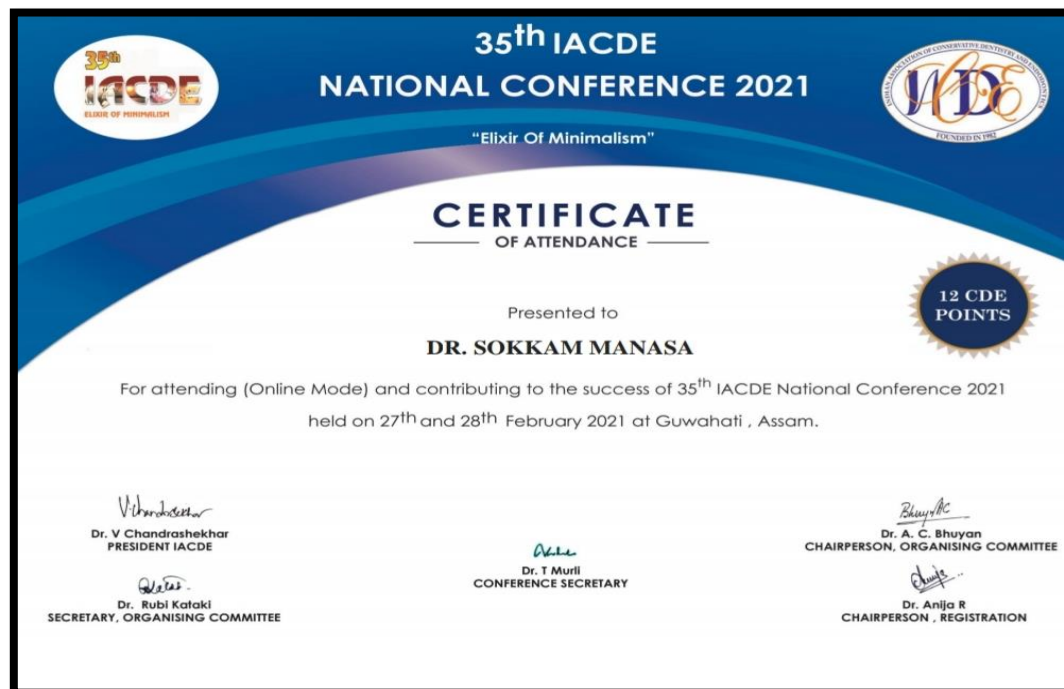 35th
IACDE
ELIXIR OF MINIMALISM
35th IACDE
NATIONAL CONFERENCE 2021
"Elixir Of Minimalism"
INDIAN ASSOCIATION OF CONSERVATIVE DENTISTRY AND ENDODONTICS
IACDE
FOUNDED IN 1982
CERTIFICATE
OF ATTENDANCE
12 CDE
POINTS
Presented to
DR. SOKKAM MANASA
For attending (Online Mode) and contributing to the success of 35th IACDE National Conference 2021
held on 27th and 28th February 2021 at Guwahati , Assam.
V.Chandrasekhar
Dr. V Chandrashekhar
PRESIDENT IACDE
Dr. Rubi Kataki
SECRETARY, ORGANISING COMMITTEE
Dr. T Murli
CONFERENCE SECRETARY
Dr. A. C. Bhuyan
CHAIRPERSON, ORGANISING COMMITTEE
Dr. Anija R
CHAIRPERSON , REGISTRATION